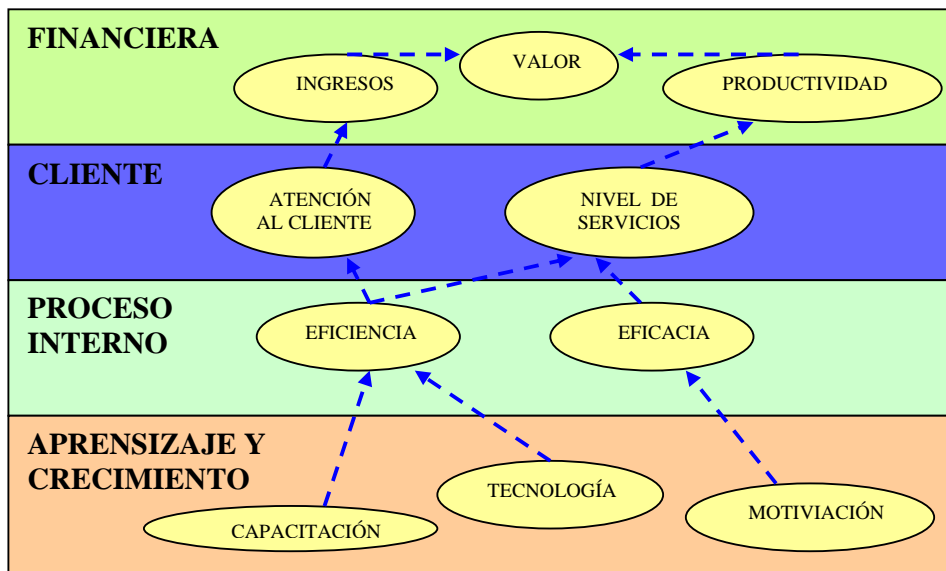 FINANCIERA
INGRESOS
VALOR
PRODUCTIVIDAD
CLIENTE
ATENCIÓN
AL CLIENTE
NIVEL DE
SERVICIOS
PROCESO
INTERNO
EFICIENCIA
EFICACIA
APRENSIZAJE Y
CRECIMIENTO
CAPACITACIÓN
TECNOLOGÍA
MOTIVIACIÓN